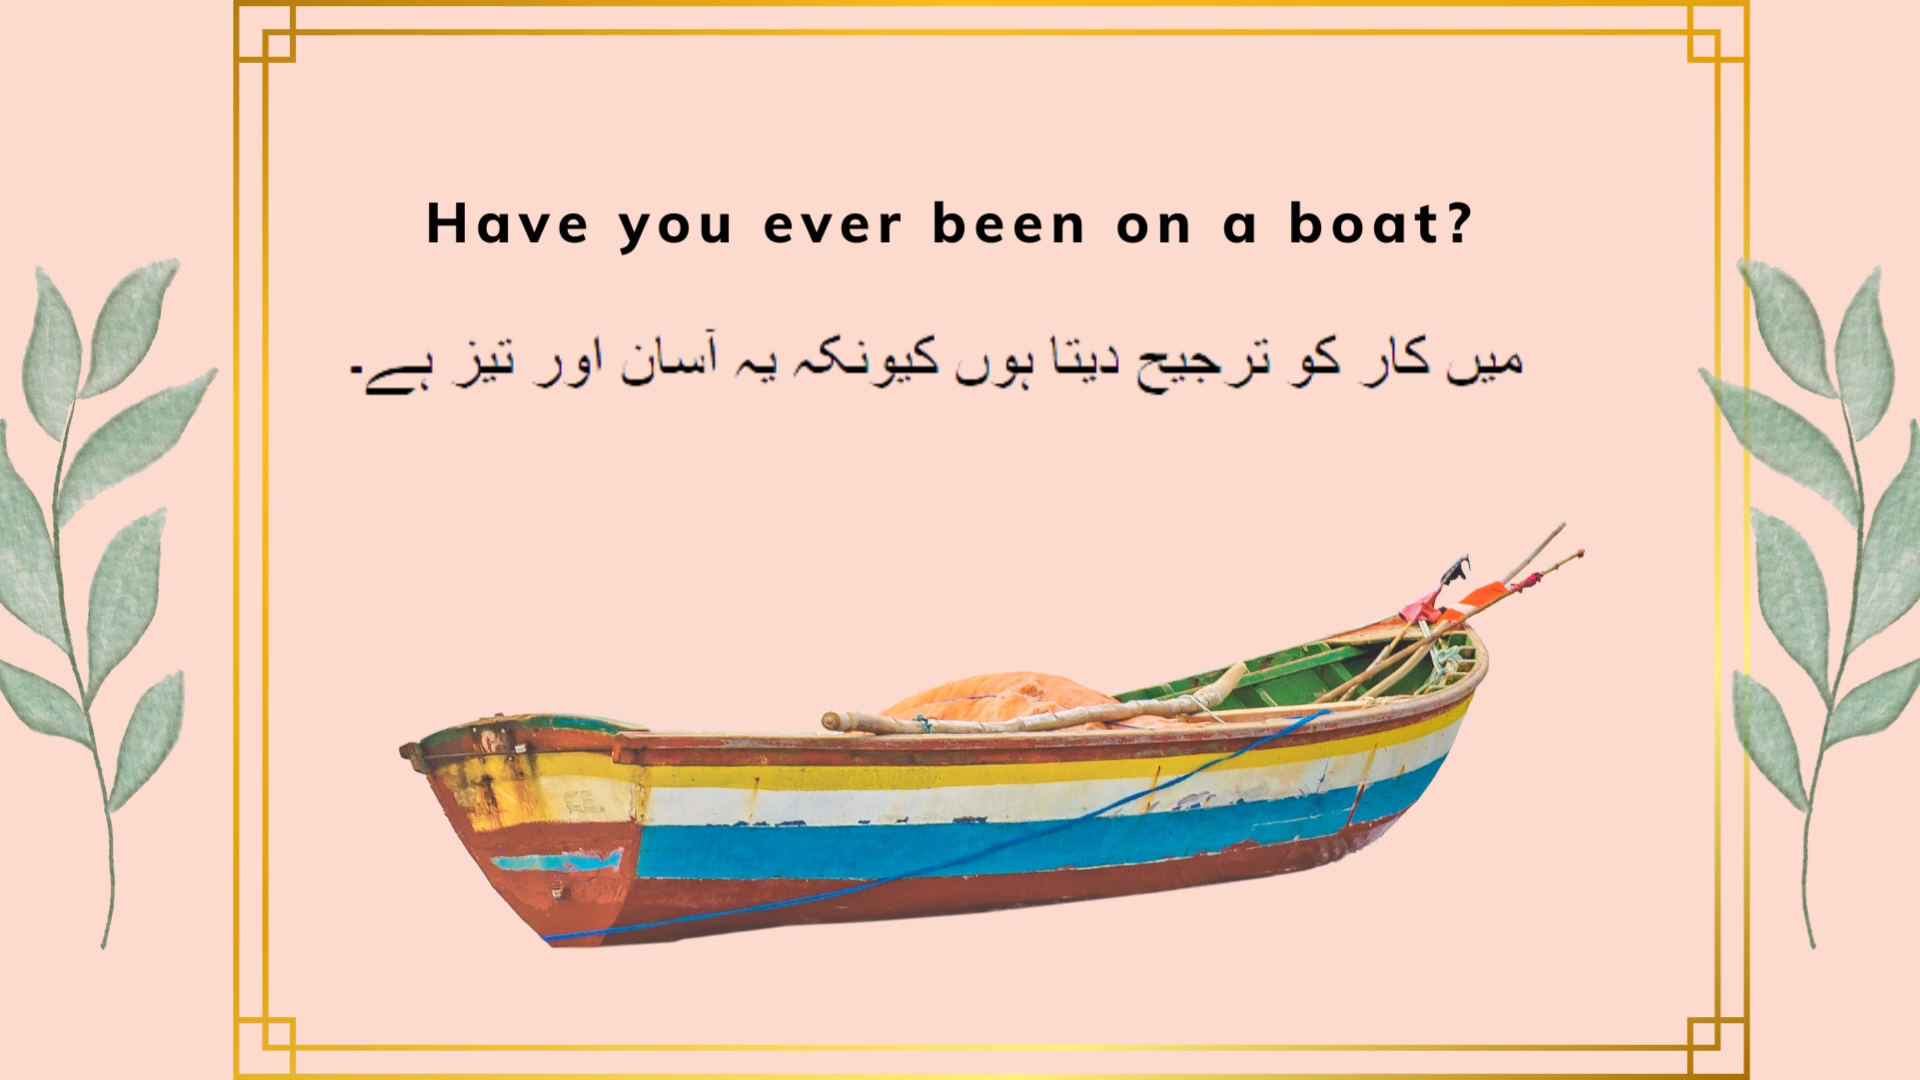 Have you ever been on a boat?
میں کار کو ترجیح دیتا ہوں کیونکہ یہ آسان اور تیز ہے۔